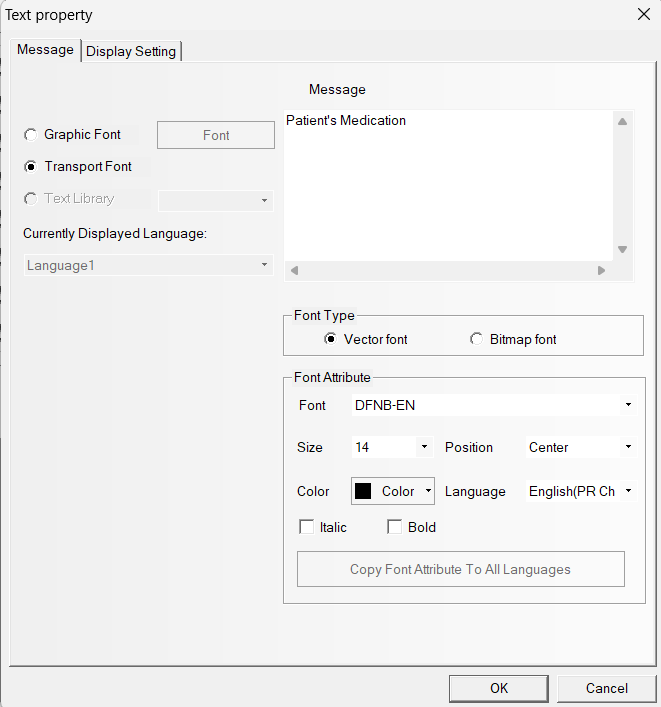 Text property
Message
Display Setting
Message
Graphic Font
Font
Patient's Medication
Transport Font
Text Library
Currently Displayed Language:
Language1
Font Type
Vector font
Bitmap font
Font Attribute
Font
DFNB-EN
Size
14
Position
Center
Color
Color
Language
English(PR Ch
Italic
Bold
Copy Font Attribute To All Languages
OK
Cancel